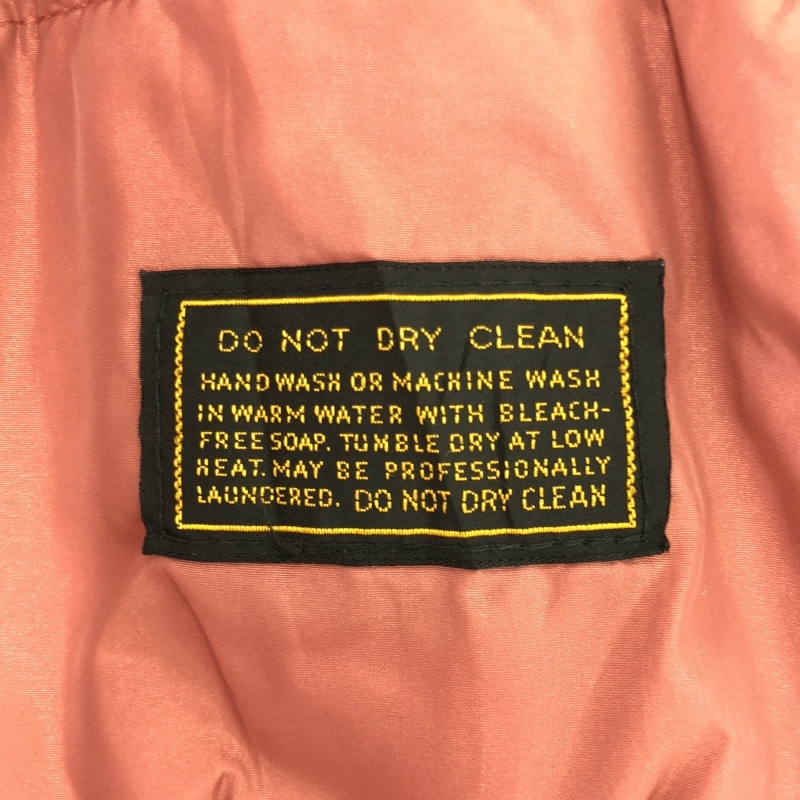 DO NOT DRY CLEAN
HAND WASH OR MACHINE WASH
IN WARM WATER WITH BLEACH-
FREE SOAP. TUMBLE DRY AT LOW
HEAT. MAY BE PROFESSIONALLY
LAUNDERED. DO NOT DRY CLEAN